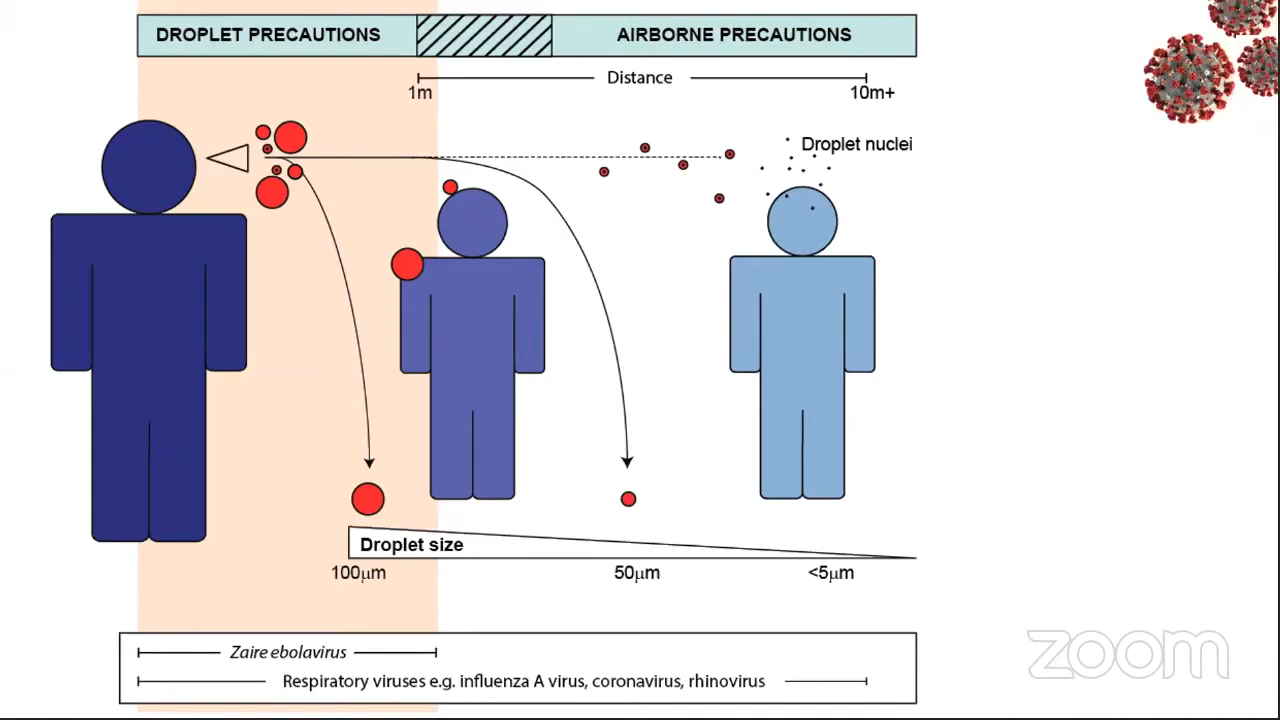 DROPLET PRECAUTIONS
AIRBORNE PRECAUTIONS
Distance
1m
10m+
Droplet nuclei
Droplet size
100μm
50μm
<5μm
Zaire ebolavirus
Respiratory viruses e.g. influenza A virus, coronavirus, rhinovirus
zoom